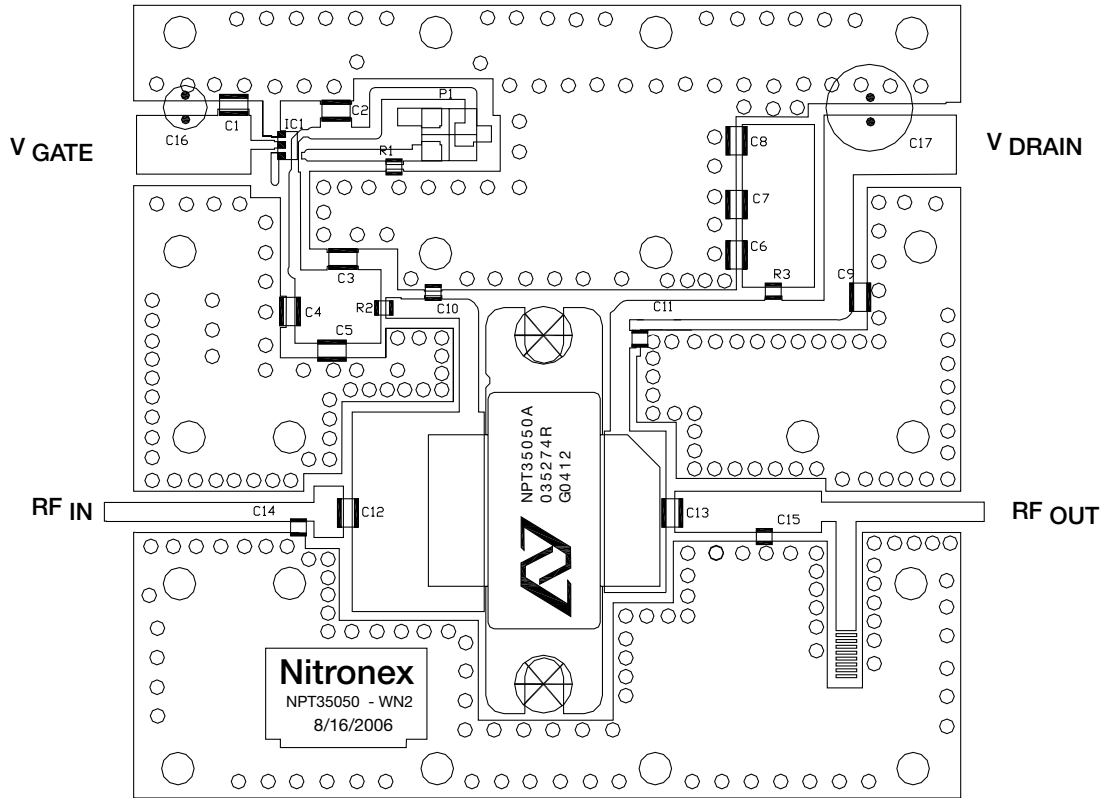 P1
C2
IC1
C1
C16
V GATE
R1
C8
C17
V DRAIN
C7
C6
C3
R3
C9
C10
C11
C4
R2
C5
NPT35050A
035274R
G0412
RF IN
C14
C12
C13
C15
RF OUT
Nitronex
NPT35050 - WN2
8/16/2006